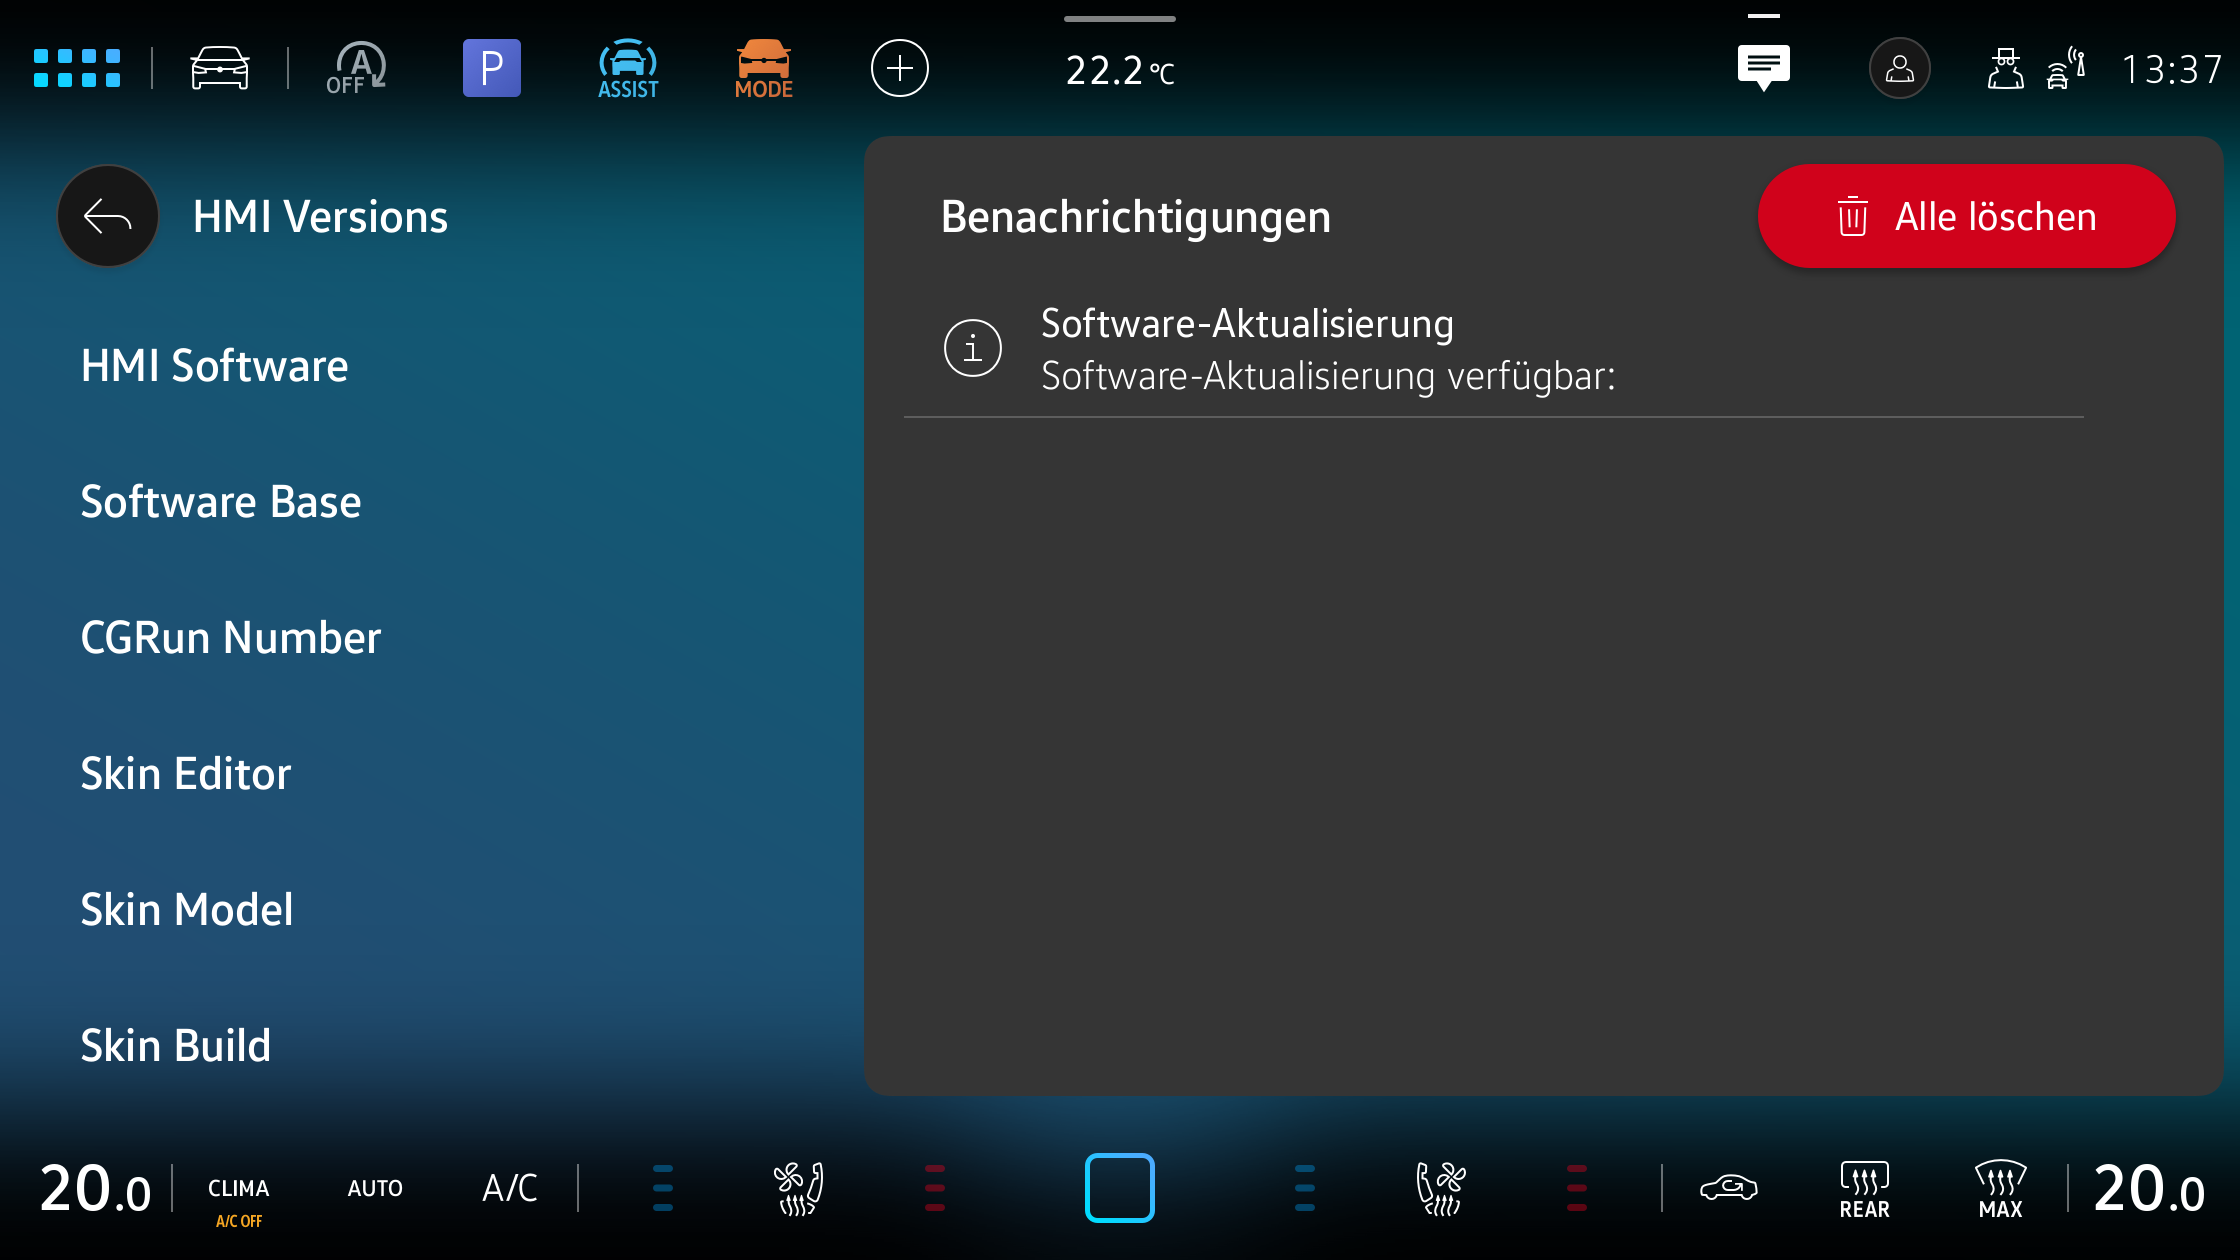 A
OFF
P
ASSIST
MODE
22.2 °C
13:37
HMI Versions
HMI Software
Software Base
CGRun Number
Skin Editor
Skin Model
Skin Build
Benachrichtigungen
Alle löschen
i
Software-Aktualisierung
Software-Aktualisierung verfügbar:
20.0
CLIMA
A/C OFF
AUTO
A/C
REAR
MAX
20.0